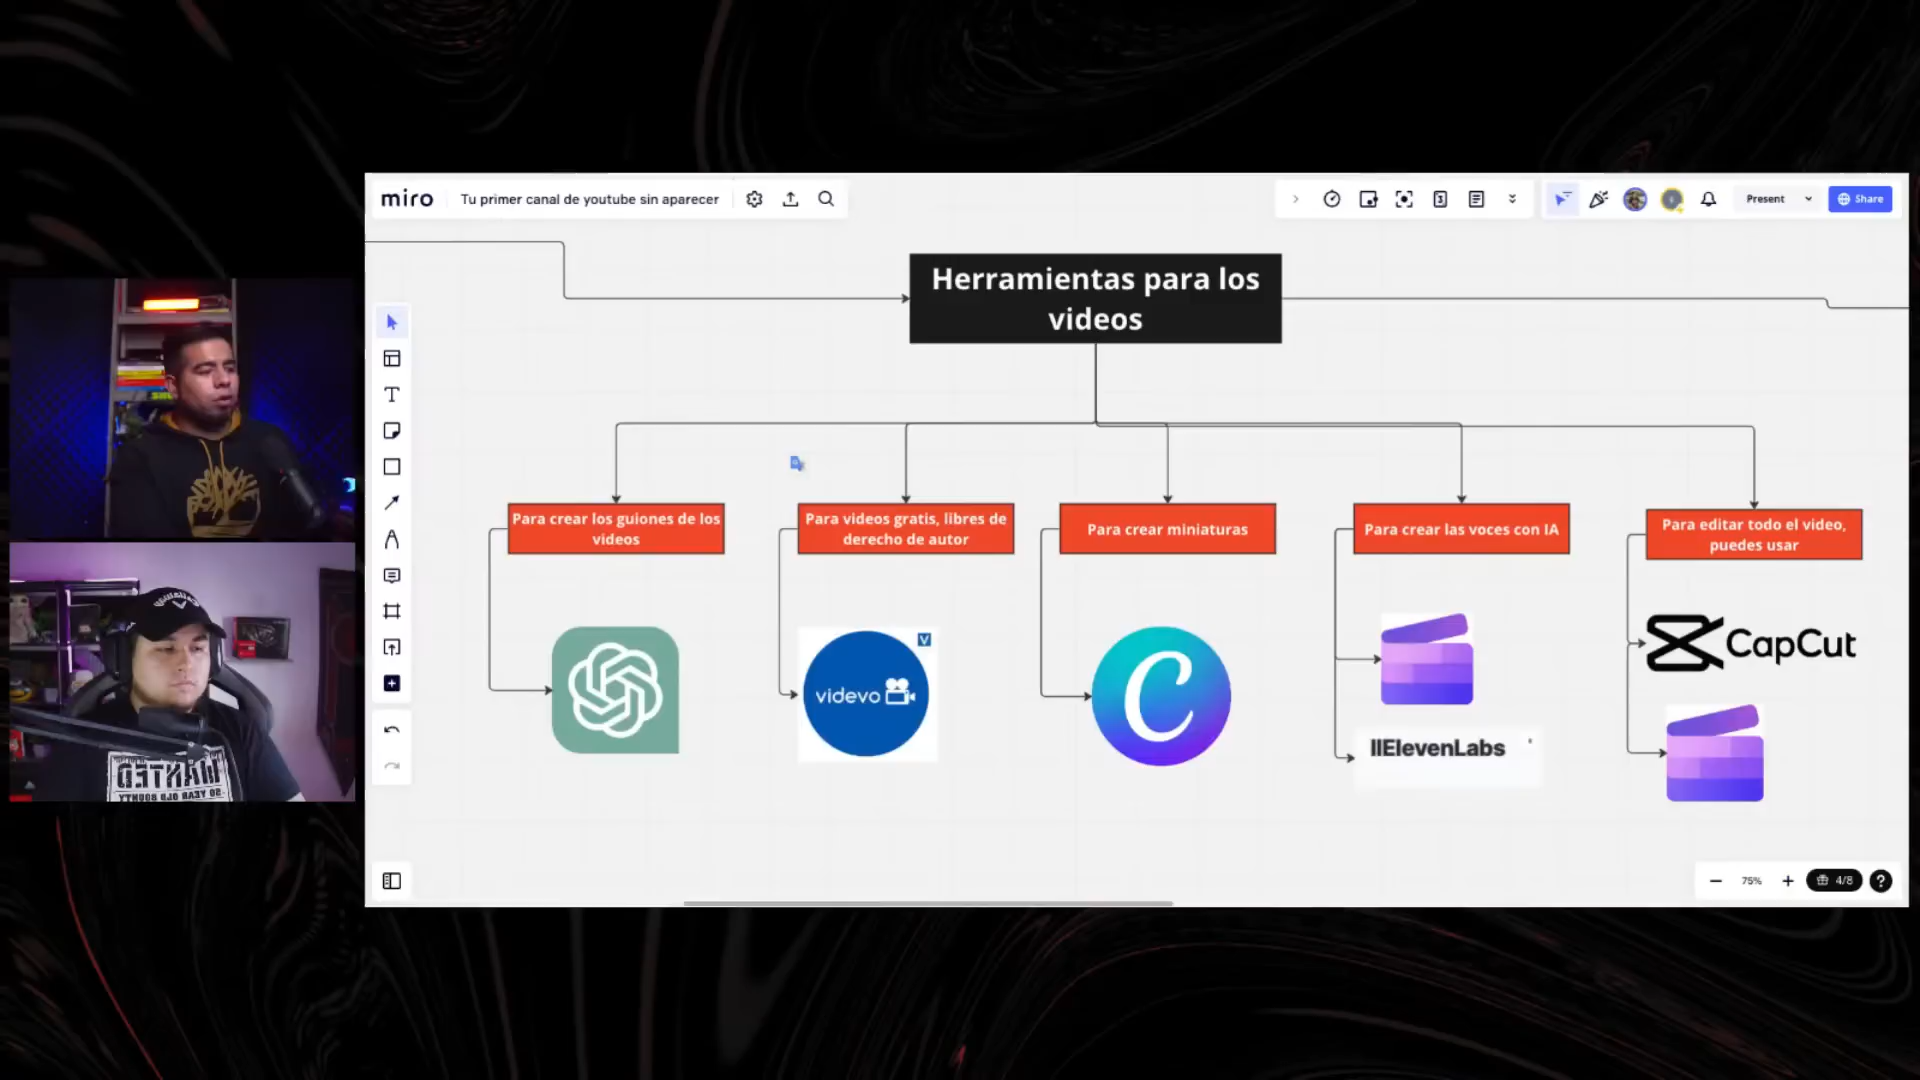 miro
Tu primer canal de youtube sin aparecer
Present
Share
Herramientas para los
videos
Para crear los guiones de los
videos
Para videos gratis, libres de
derecho de autor
Para crear miniaturas
Para crear las voces con IA
Para editar todo el video,
puedes usar
videvo
V
C
CapCut
IIElevenLabs
WANTED
75%
4/8